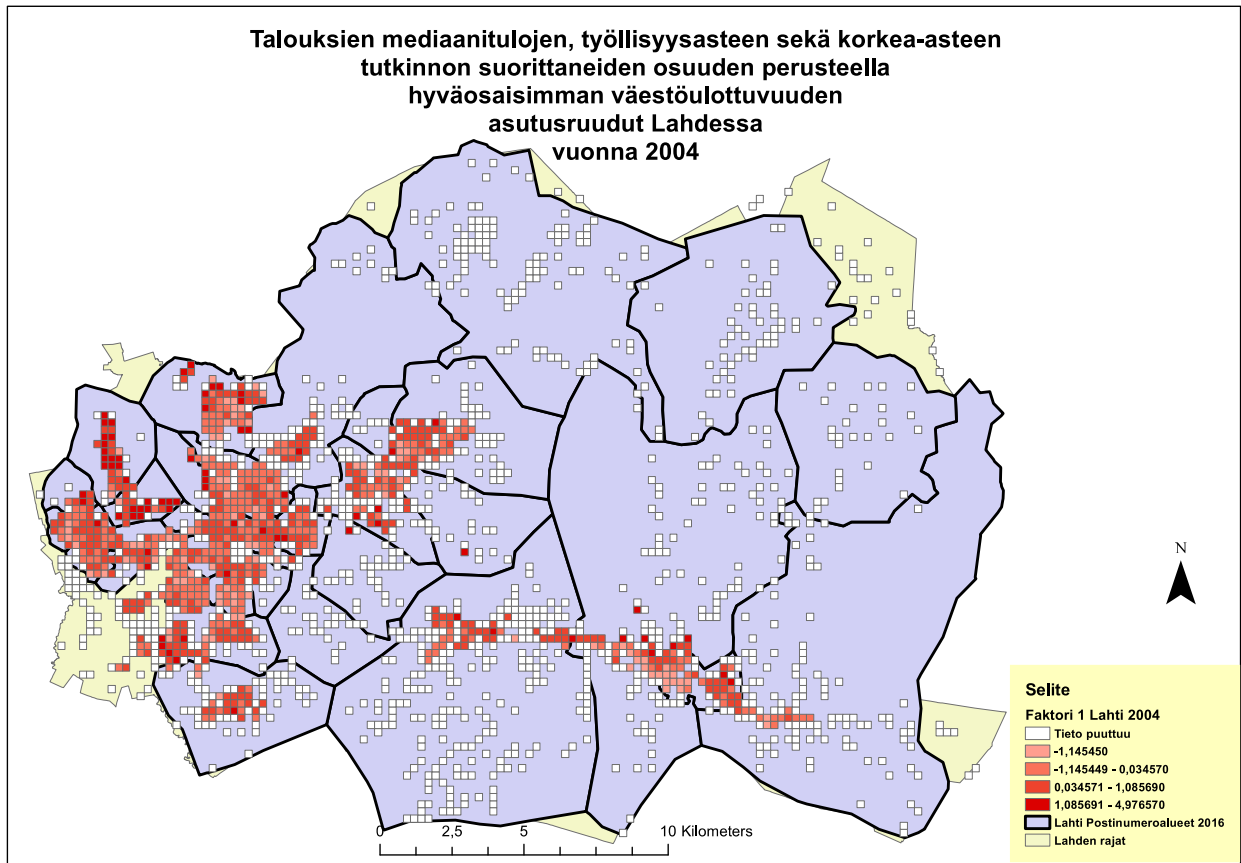 Talouksien mediaanitulojen, työllisyysasteen sekä korkea-asteen
tutkinnon suorittaneiden osuuden perusteella
hyväosaisimman väestöulottuvuuden
asutusruudut Lahdessa
vuonna 2004
N
Selite
Faktori 1 Lahti 2004
Tieto puuttuu
-1,145450
-1,145449 - 0,034570
0,034571 - 1,085690
1,085691 - 4,976570
Lahti Postinumeroalueet 2016
Lahden rajat
0 2,5 5 10 Kilometers